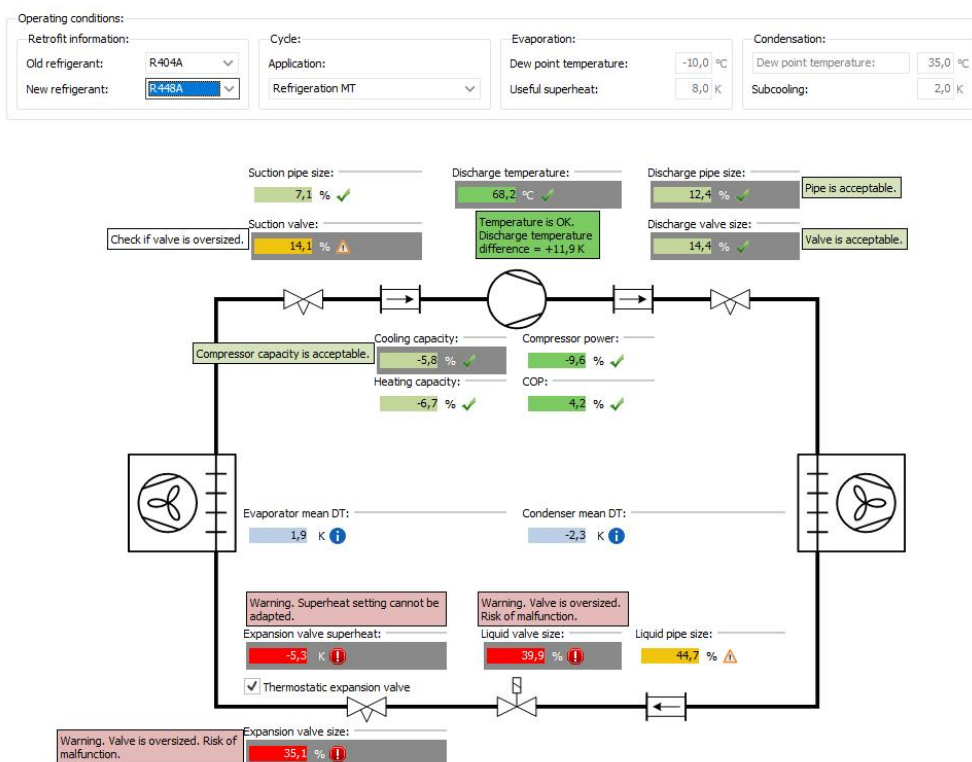 Operating conditions:
Retrofit information:
Old refrigerant: R404A
New refrigerant: R448A
Cycle:
Application:
Refrigeration MT
Evaporation:
Dew point temperature: -10,0 °C
Useful superheat: 8,0 K
Condensation:
Dew point temperature: 35,0 °C
Subcooling: 2,0 K
Suction pipe size:
7,1 %
Discharge temperature:
68,2 °C
Discharge pipe size:
12,4 %
Pipe is acceptable.
Check if valve is oversized.
Suction valve:
14,1 %
Temperature is OK.
Discharge temperature
difference = +11,9 K
Discharge valve size:
14,4 %
Valve is acceptable.
Compressor capacity is acceptable.
Cooling capacity:
-5,8 %
Compressor power:
-9,6 %
Heating capacity:
-6,7 %
COP:
4,2 %
Evaporator mean DT:
1,9 K
Condenser mean DT:
-2,3 K
Warning. Superheat setting cannot be
adapted.
Expansion valve superheat:
-5,3 K
Thermostatic expansion valve
Warning. Valve is oversized.
Risk of malfunction.
Liquid valve size:
39,9 %
Liquid pipe size:
44,7 %
Warning. Valve is oversized. Risk of
malfunction.
Expansion valve size:
35,1 %